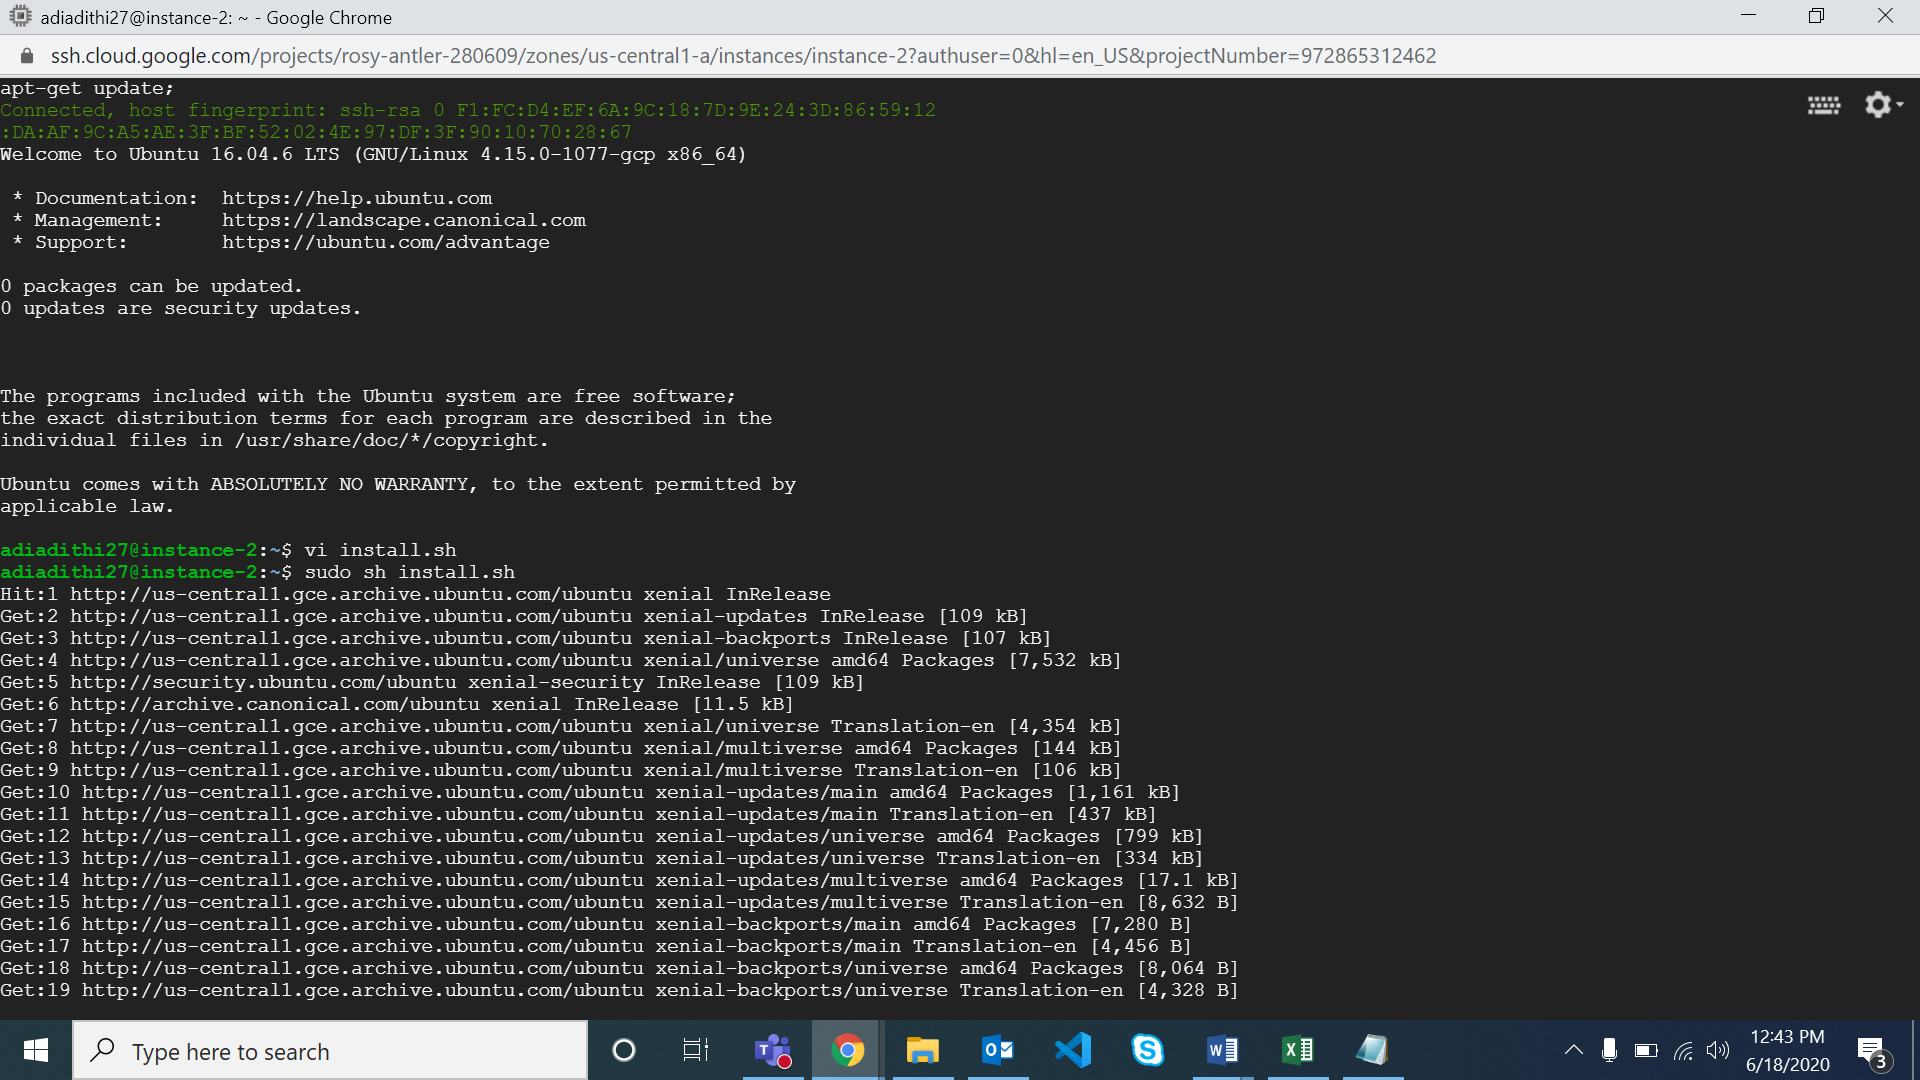 adiadithi27@instance-2: ~ - Google Chrome
ssh.cloud.google.com/projects/rosy-antler-280609/zones/us-central1-a/instances/instance-2?authuser=0&hl=en_US&projectNumber=972865312462
apt-get update;
Connected, host fingerprint: ssh-rsa 0 F1:FC:D4:EF:6A:9C:18:7D:9E:24:3D:86:59:12
:DA:AF:9C:A5:AE:3F:BF:52:02:4E:97:DF:3F:90:10:70:28:67
Welcome to Ubuntu 16.04.6 LTS (GNU/Linux 4.15.0-1077-gcp x86_64)
* Documentation:  https://help.ubuntu.com
* Management:     https://landscape.canonical.com
* Support:        https://ubuntu.com/advantage
0 packages can be updated.
0 updates are security updates.
The programs included with the Ubuntu system are free software;
the exact distribution terms for each program are described in the
individual files in /usr/share/doc/*/copyright.
Ubuntu comes with ABSOLUTELY NO WARRANTY, to the extent permitted by
applicable law.
adiadithi27@instance-2:~$ vi install.sh
adiadithi27@instance-2:~$ sudo sh install.sh
Hit:1 http://us-central1.gce.archive.ubuntu.com/ubuntu xenial InRelease
Get:2 http://us-central1.gce.archive.ubuntu.com/ubuntu xenial-updates InRelease [109 kB]
Get:3 http://us-central1.gce.archive.ubuntu.com/ubuntu xenial-backports InRelease [107 kB]
Get:4 http://us-central1.gce.archive.ubuntu.com/ubuntu xenial/universe amd64 Packages [7,532 kB]
Get:5 http://security.ubuntu.com/ubuntu xenial-security InRelease [109 kB]
Get:6 http://archive.canonical.com/ubuntu xenial InRelease [11.5 kB]
Get:7 http://us-central1.gce.archive.ubuntu.com/ubuntu xenial/universe Translation-en [4,354 kB]
Get:8 http://us-central1.gce.archive.ubuntu.com/ubuntu xenial/multiverse amd64 Packages [144 kB]
Get:9 http://us-central1.gce.archive.ubuntu.com/ubuntu xenial/multiverse Translation-en [106 kB]
Get:10 http://us-central1.gce.archive.ubuntu.com/ubuntu xenial-updates/main amd64 Packages [1,161 kB]
Get:11 http://us-central1.gce.archive.ubuntu.com/ubuntu xenial-updates/main Translation-en [437 kB]
Get:12 http://us-central1.gce.archive.ubuntu.com/ubuntu xenial-updates/universe amd64 Packages [799 kB]
Get:13 http://us-central1.gce.archive.ubuntu.com/ubuntu xenial-updates/universe Translation-en [334 kB]
Get:14 http://us-central1.gce.archive.ubuntu.com/ubuntu xenial-updates/multiverse amd64 Packages [17.1 kB]
Get:15 http://us-central1.gce.archive.ubuntu.com/ubuntu xenial-updates/multiverse Translation-en [8,632 B]
Get:16 http://us-central1.gce.archive.ubuntu.com/ubuntu xenial-backports/main amd64 Packages [7,280 B]
Get:17 http://us-central1.gce.archive.ubuntu.com/ubuntu xenial-backports/main Translation-en [4,456 B]
Get:18 http://us-central1.gce.archive.ubuntu.com/ubuntu xenial-backports/universe amd64 Packages [8,064 B]
Get:19 http://us-central1.gce.archive.ubuntu.com/ubuntu xenial-backports/universe Translation-en [4,328 B]
Type here to search
12:43 PM
6/18/2020
3